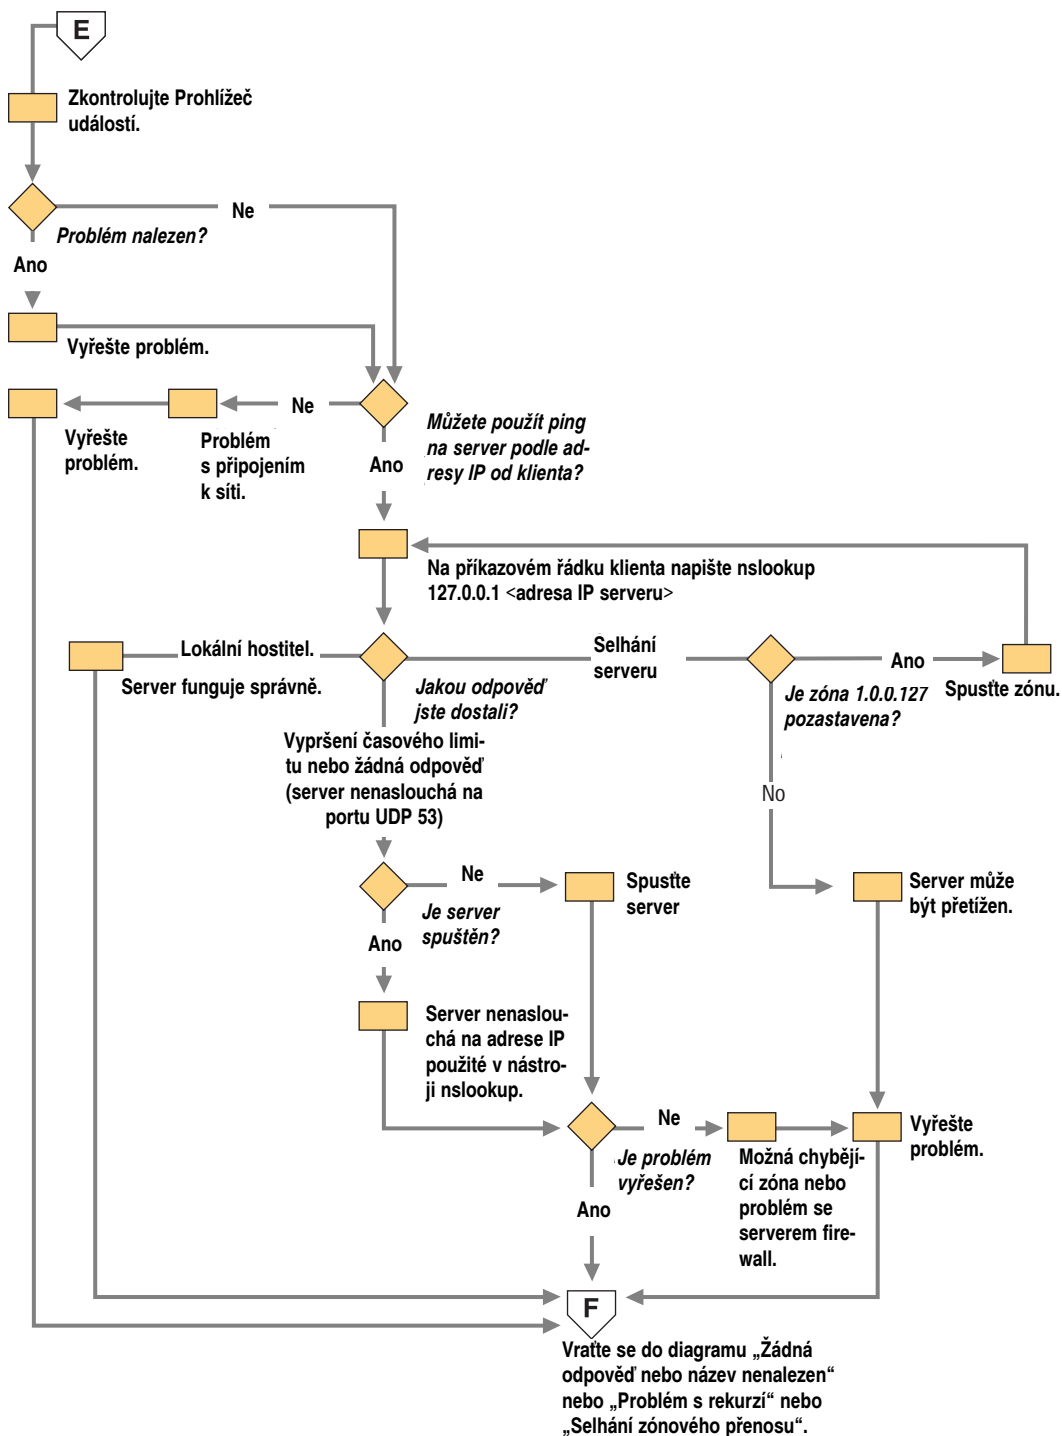 E
Zkontrolujte Prohlížeč
událostí.
Ne
Problém nalezen?
Ano
Vyřešte problém.
Ne
Vyřešte
problém.
Problém
s připojením
k síti.
Můžete použít ping
na server podle ad-
resy IP od klienta?
Ano
Na příkazovém řádku klienta napište nslookup
127.0.0.1 <adresa IP serveru>
Lokální hostitel.
Server funguje správně.
Jakou odpověď
jste dostali?
Selhání
serveru
Je zóna 1.0.0.127
pozastavena?
Ano
Spusťte zónu.
Vypršení časového limi-
tu nebo žádná odpověď
(server nenaslouchá na
portu UDP 53)
No
Ne
Je server
spuštěn?
Spusťte
server
Server může
být přetížen.
Ano
Server nenaslou-
chá na adrese IP
použité v nástro-
ji nslookup.
Ne
Je problém
vyřešen?
Možná chybějí-
cí zóna nebo
problém se
serverem fire-
wall.
Vyřešte
problém.
Ano
F
Vraťte se do diagramu „Žádná
odpověď nebo název nenalezen“
nebo „Problém s rekurzí“ nebo
„Selhání zónového přenosu“.